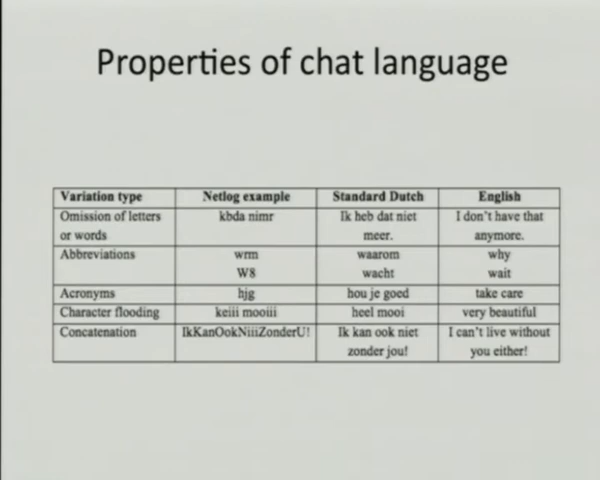 Properties of chat language
Variation type Netlog example Standard Dutch English
Omission of letters kbda nimr Ik heb dat niet I don't have that
or words meer. anymore.
Abbreviations wrm waarom why
W8 wacht wait
Acronyms hjg hou je goed take care
Character flooding keiii mooiii heel mooi very beautiful
Concatenation IkKanOokNiiiZonderU! Ik kan ook niet I can't live without
zonder jou! you either!